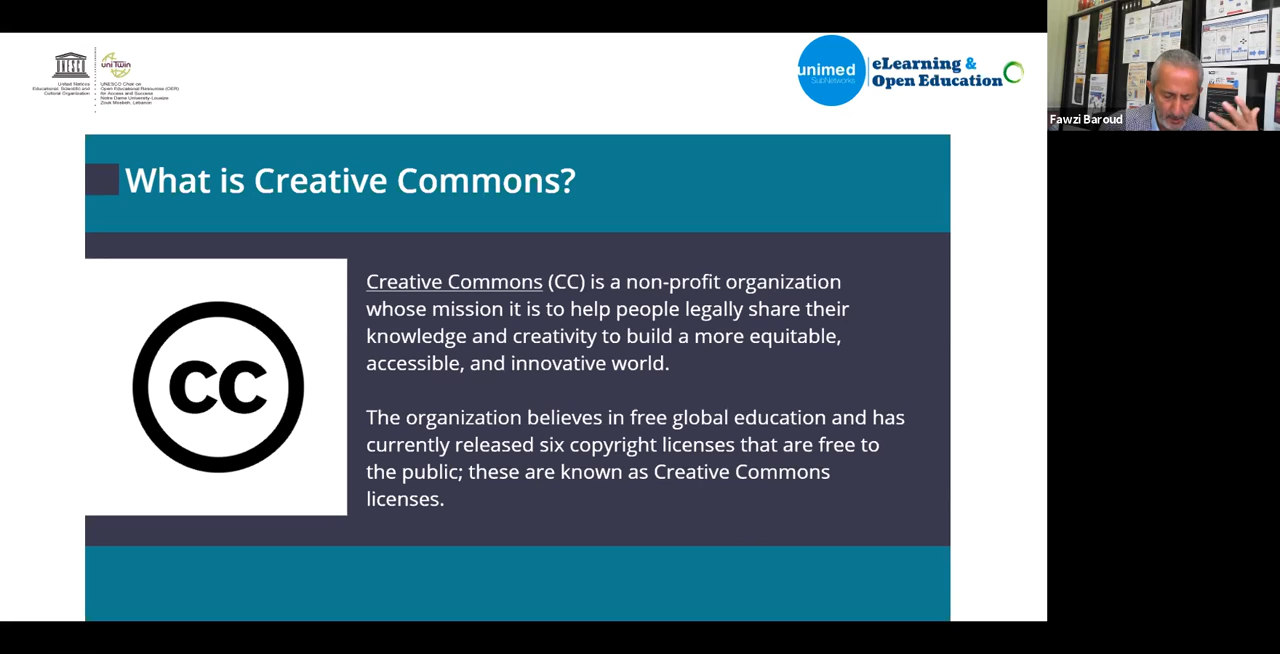 United Nations
Educational, Scientific and
Cultural Organization
uniTwin
UNESCO Chair on
Open Educational Resources (OER)
for Access and Success
Notre Dame University-Louaize
Zouk Mosbeh, Lebanon
unimed
SubNetworks
eLearning &
Open Education
Fawzi Baroud
What is Creative Commons?
cc
Creative Commons (CC) is a non-profit organization
whose mission it is to help people legally share their
knowledge and creativity to build a more equitable,
accessible, and innovative world.
The organization believes in free global education and has
currently released six copyright licenses that are free to
the public; these are known as Creative Commons
licenses.